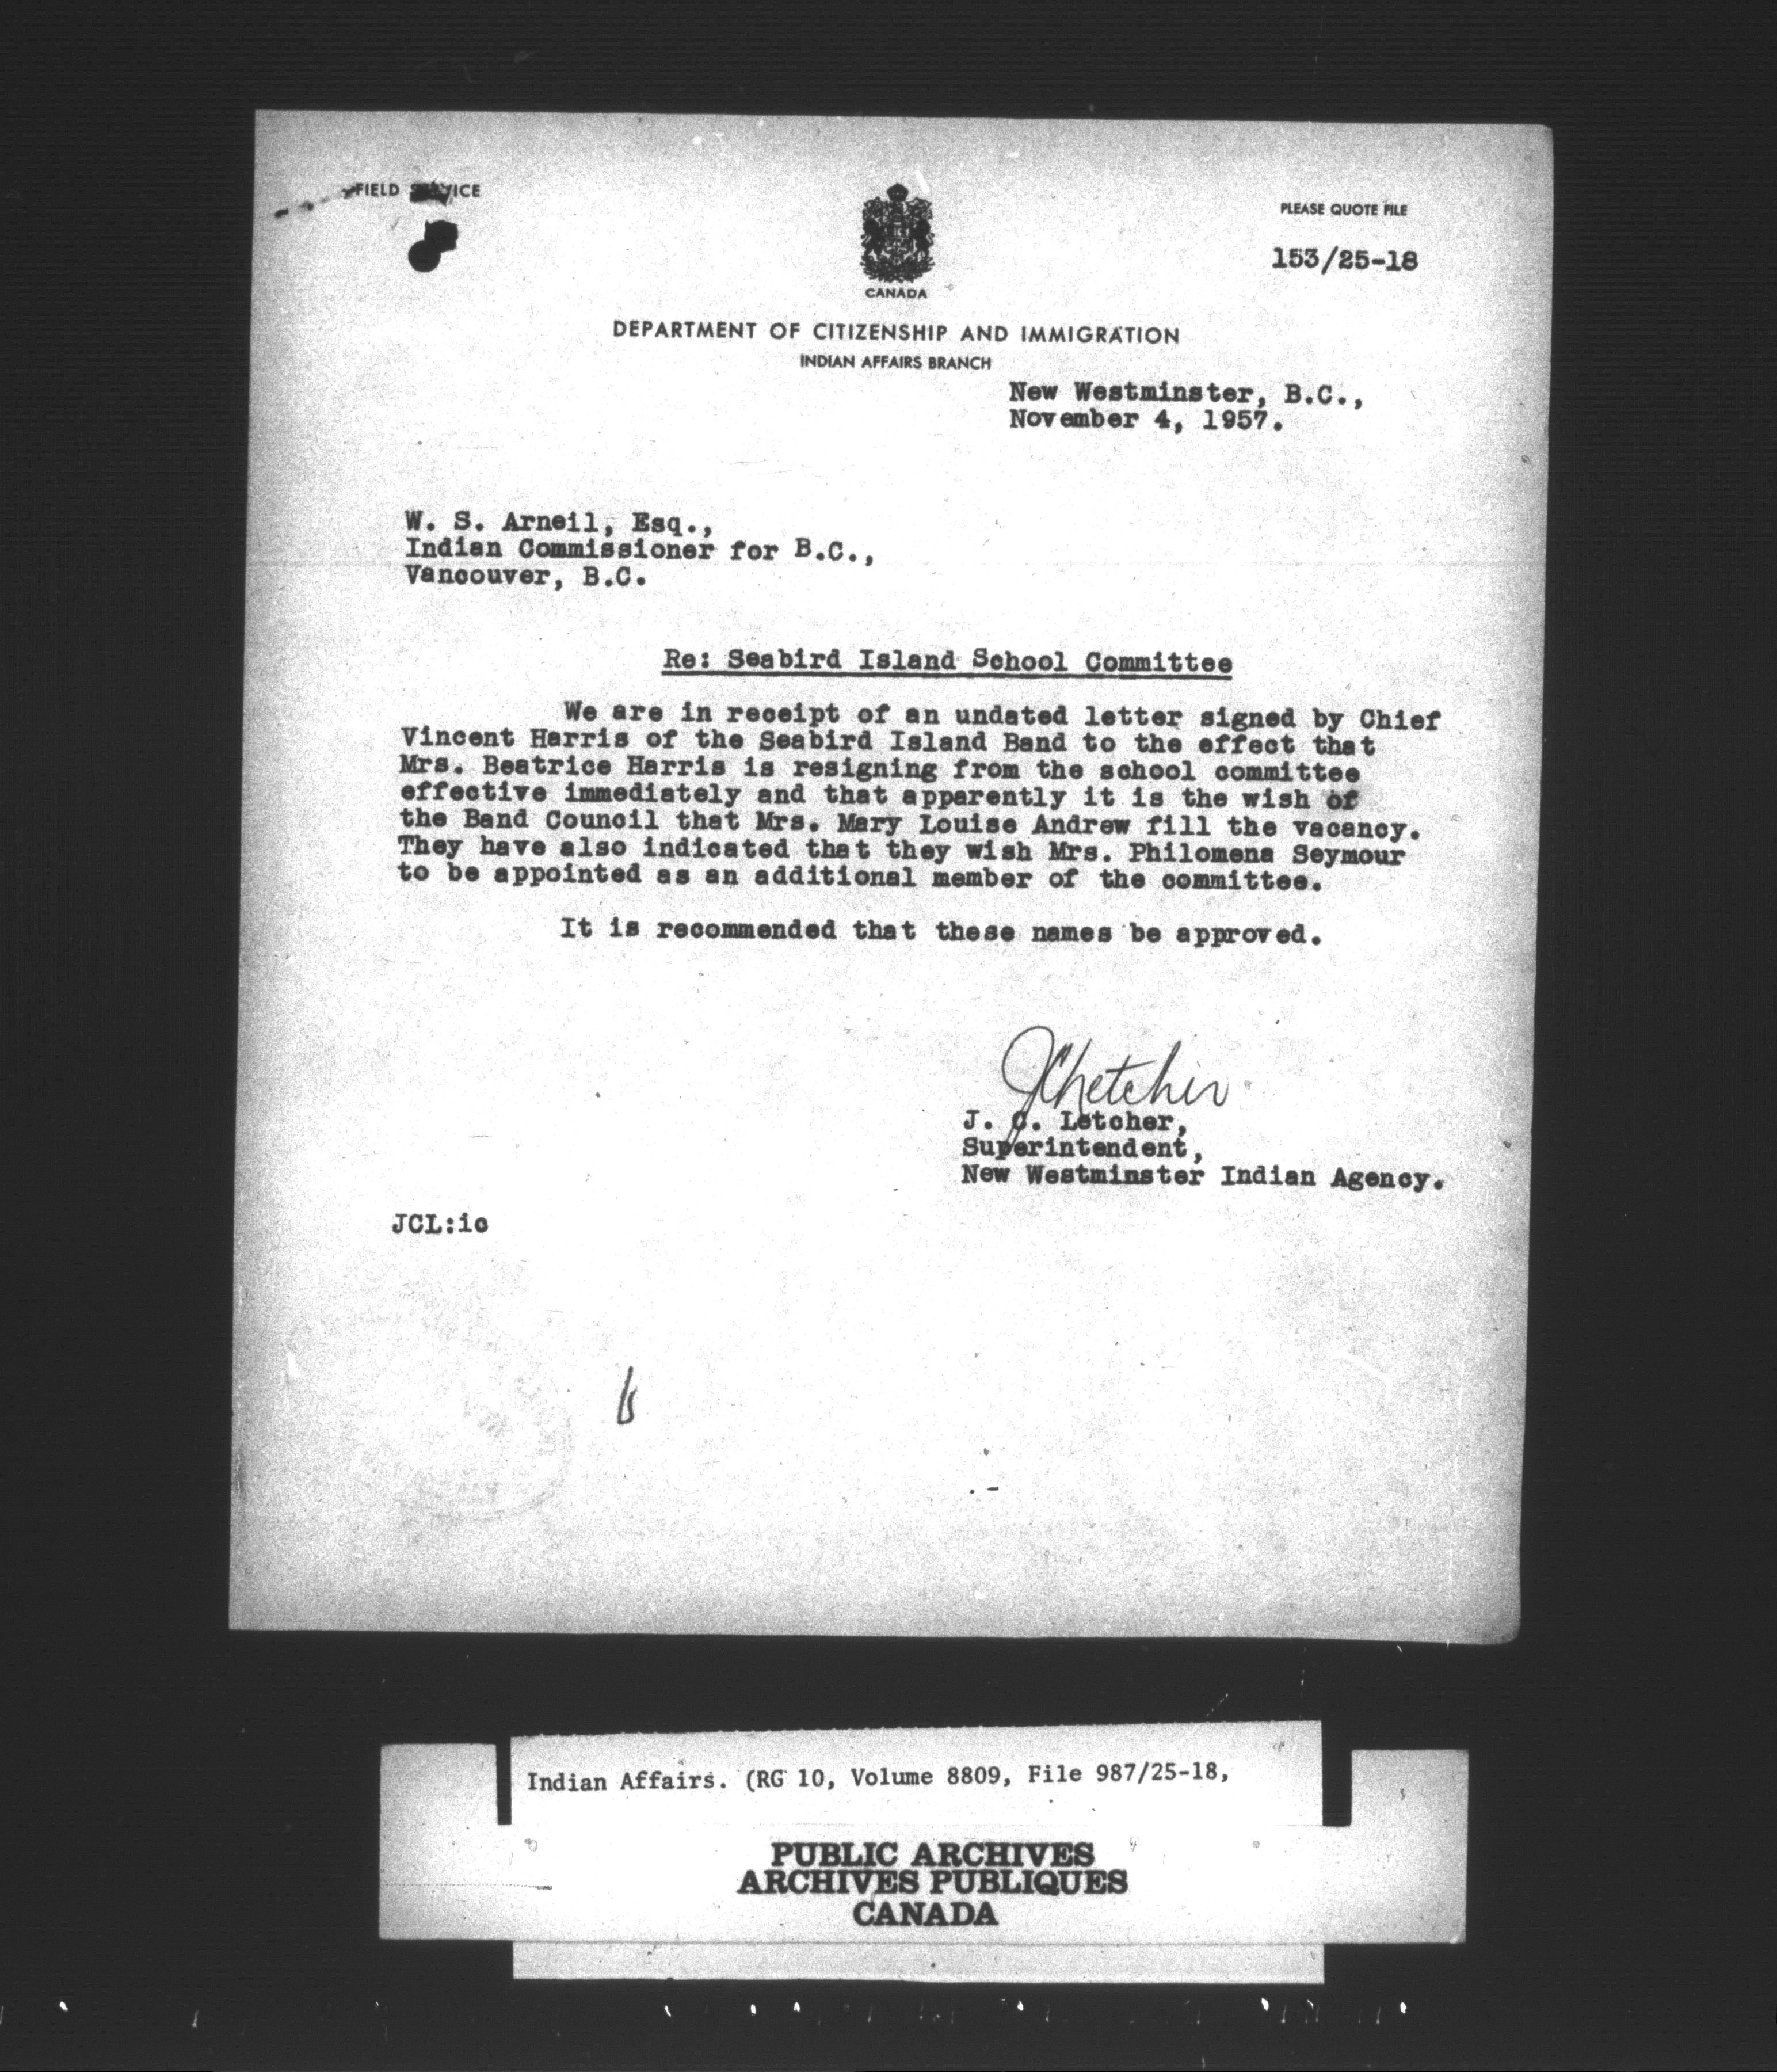 FIELD SERVICE
PLEASE QUOTE FILE
153/25-18
CANADA
DEPARTMENT OF CITIZENSHIP AND IMMIGRATION
INDIAN AFFAIRS BRANCH
New Westminster, B.C.,
November 4, 1957.
W. S. Arneil, Esq.,
Indian Commissioner for B.C.,
Vancouver, B.C.
Re: Seabird Island School Committee
We are in receipt of an undated letter signed by Chief
Vincent Harris of the Seabird Island Band to the effect that
Mrs. Beatrice Harris is resigning from the school committee
effective immediately and that apparently it is the wish of
the Band Council that Mrs. Mary Louise Andrew fill the vacancy.
They have also indicated that they wish Mrs. Philomena Seymour
to be appointed as an additional member of the committee.
It is recommended that these names be approved.
JCLetcher
J. C. Letcher,
Superintendent,
New Westminster Indian Agency.
JCL:ic
Indian Affairs. (RG 10, Volume 8809, File 987/25-18,
PUBLIC ARCHIVES
ARCHIVES PUBLIQUES
CANADA